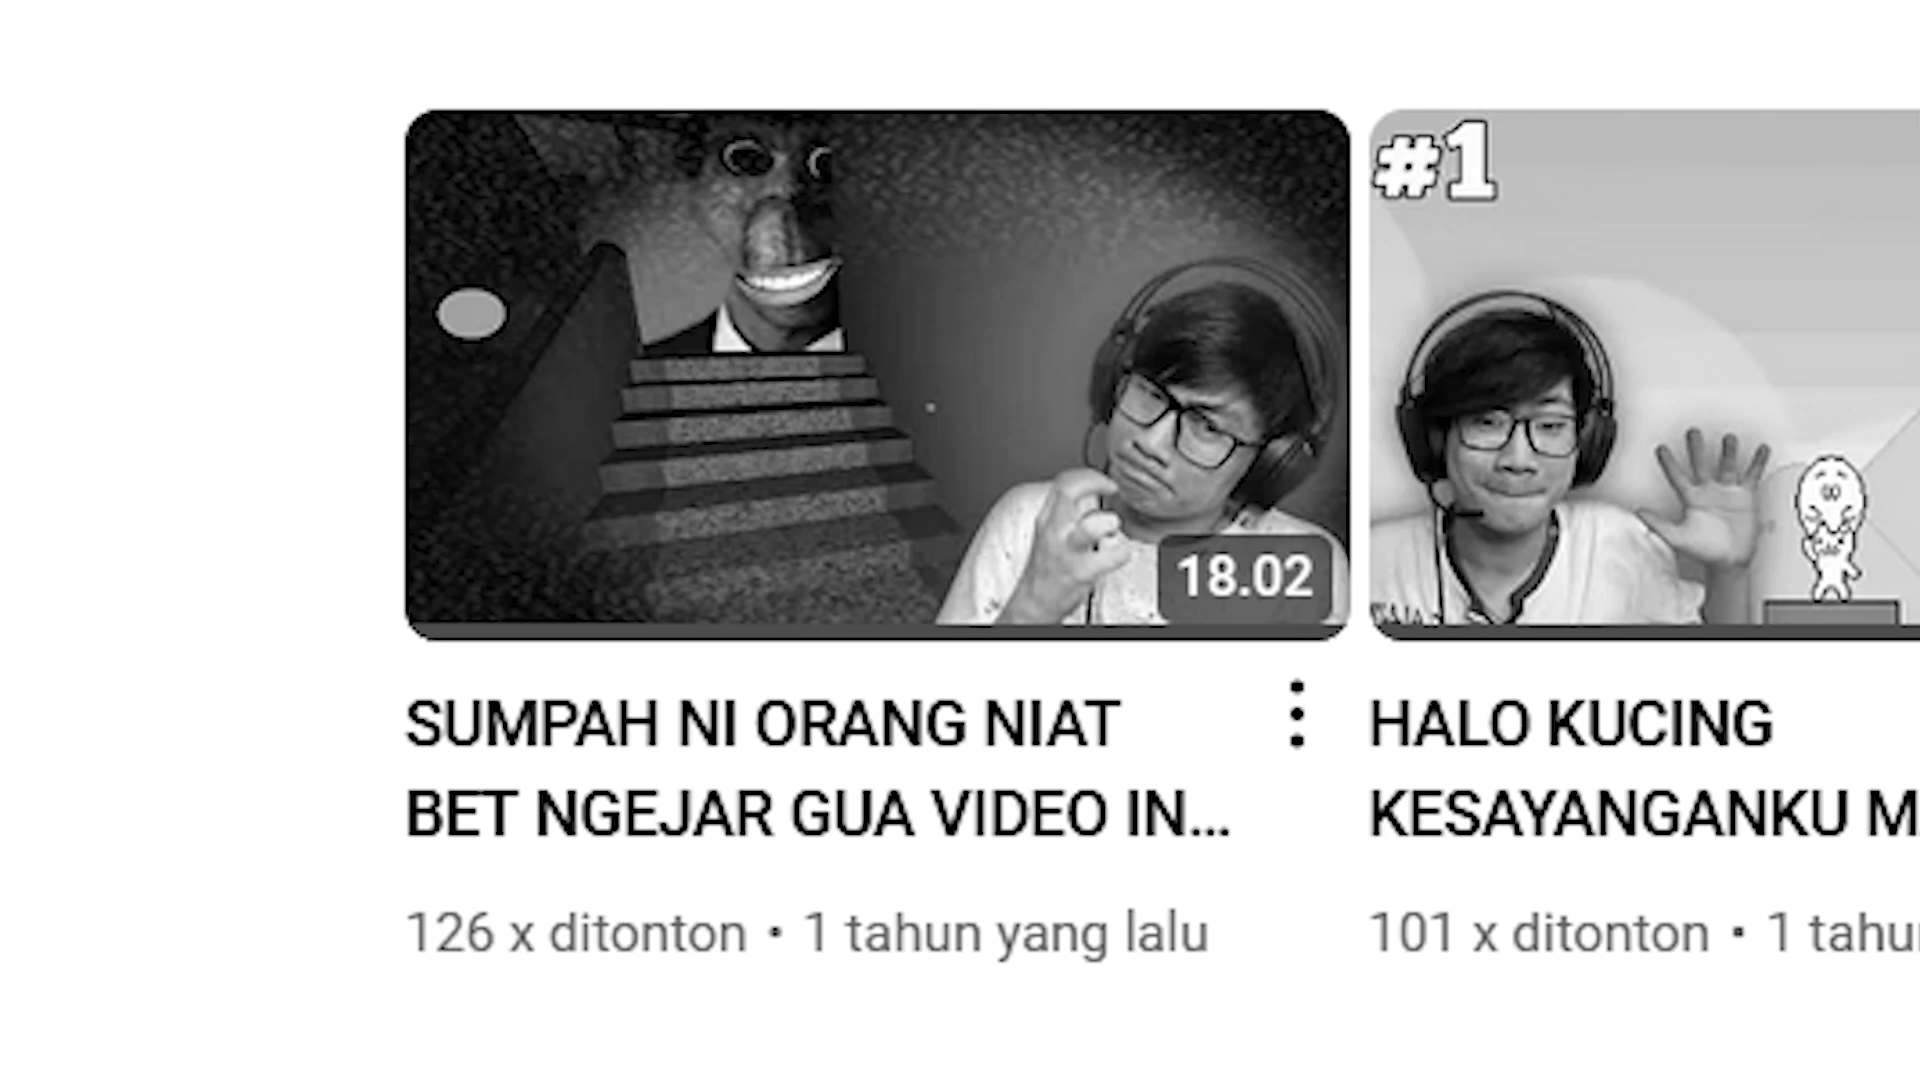 #1
18.02
SUMPAH NI ORANG NIAT
BET NGEJAR GUA VIDEO IN...
126 x ditonton • 1 tahun yang lalu
HALO KUCING
KESAYANGANKU M
101 x ditonton • 1 tahu